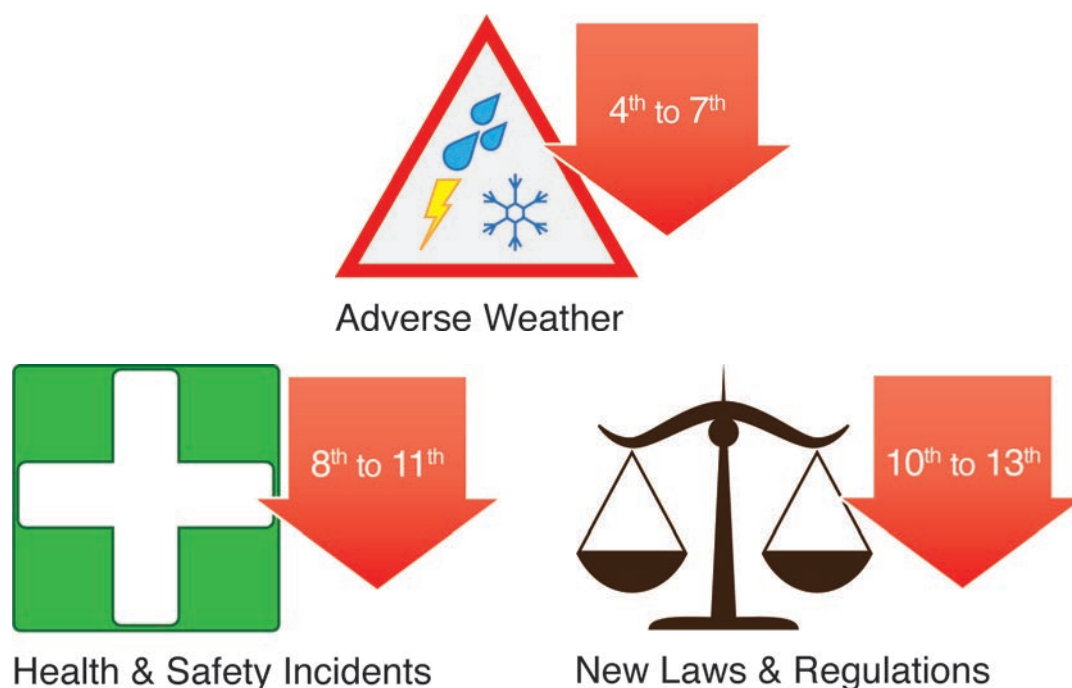 4th to 7th
Adverse Weather
8th to 11th
10th to 13th
Health & Safety Incidents
New Laws & Regulations